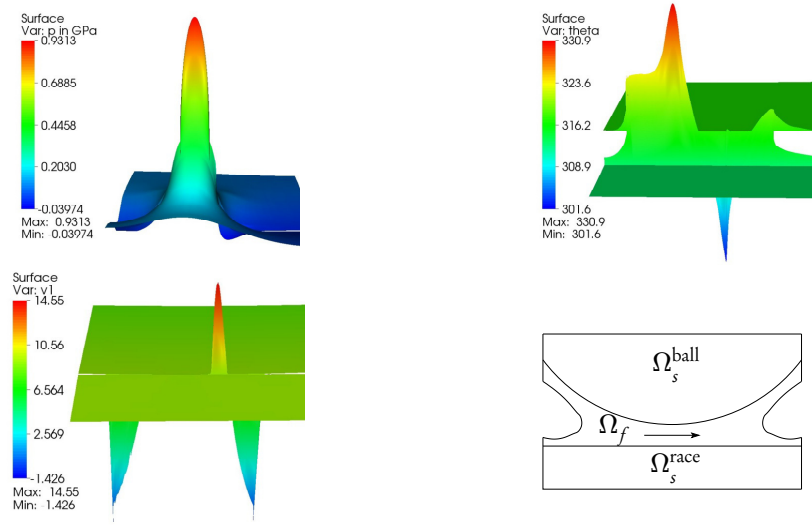 Surface
Var: p in GPa
0.9313
0.6885
0.4458
0.2030
-0.03974
Max: 0.9313
Min: 0.03974
Surface
Var: theta
330.9
323.6
316.2
308.9
301.6
Max: 330.9
Min: 301.6
Surface
Var: v1
14.55
10.56
6.564
2.569
-1.426
Max: 14.55
Min: -1.426
Ω_s^ball
Ω_f
Ω_s^race